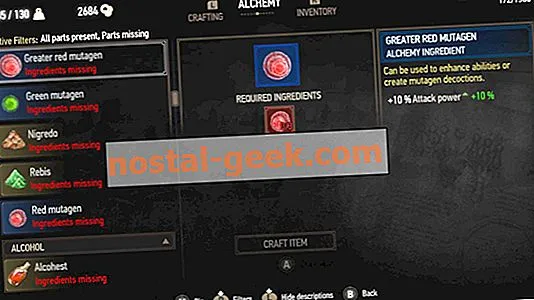 85 / 130
2684
L
CRAFTING
ALCHEMY
INVENTORY
tive Filters: All parts present, Parts missing
Greater red mutagen
Ingredients missing
Green mutagen
Ingredients missing
Nigredo
Ingredients missing
Rebis
Ingredients missing
Red mutagen
Ingredients missing
ALCOHOL
Alcohest
Ingredients missing
REQUIRED INGREDIENTS
nostal-geek.com
CRAFT ITEM
A
GREATER RED MUTAGEN
ALCHEMY INGREDIENT
Can be used to enhance abilities or
create mutagen decoctions.
+10 % Attack power +10 %
Filters
Hide descriptions
B Back